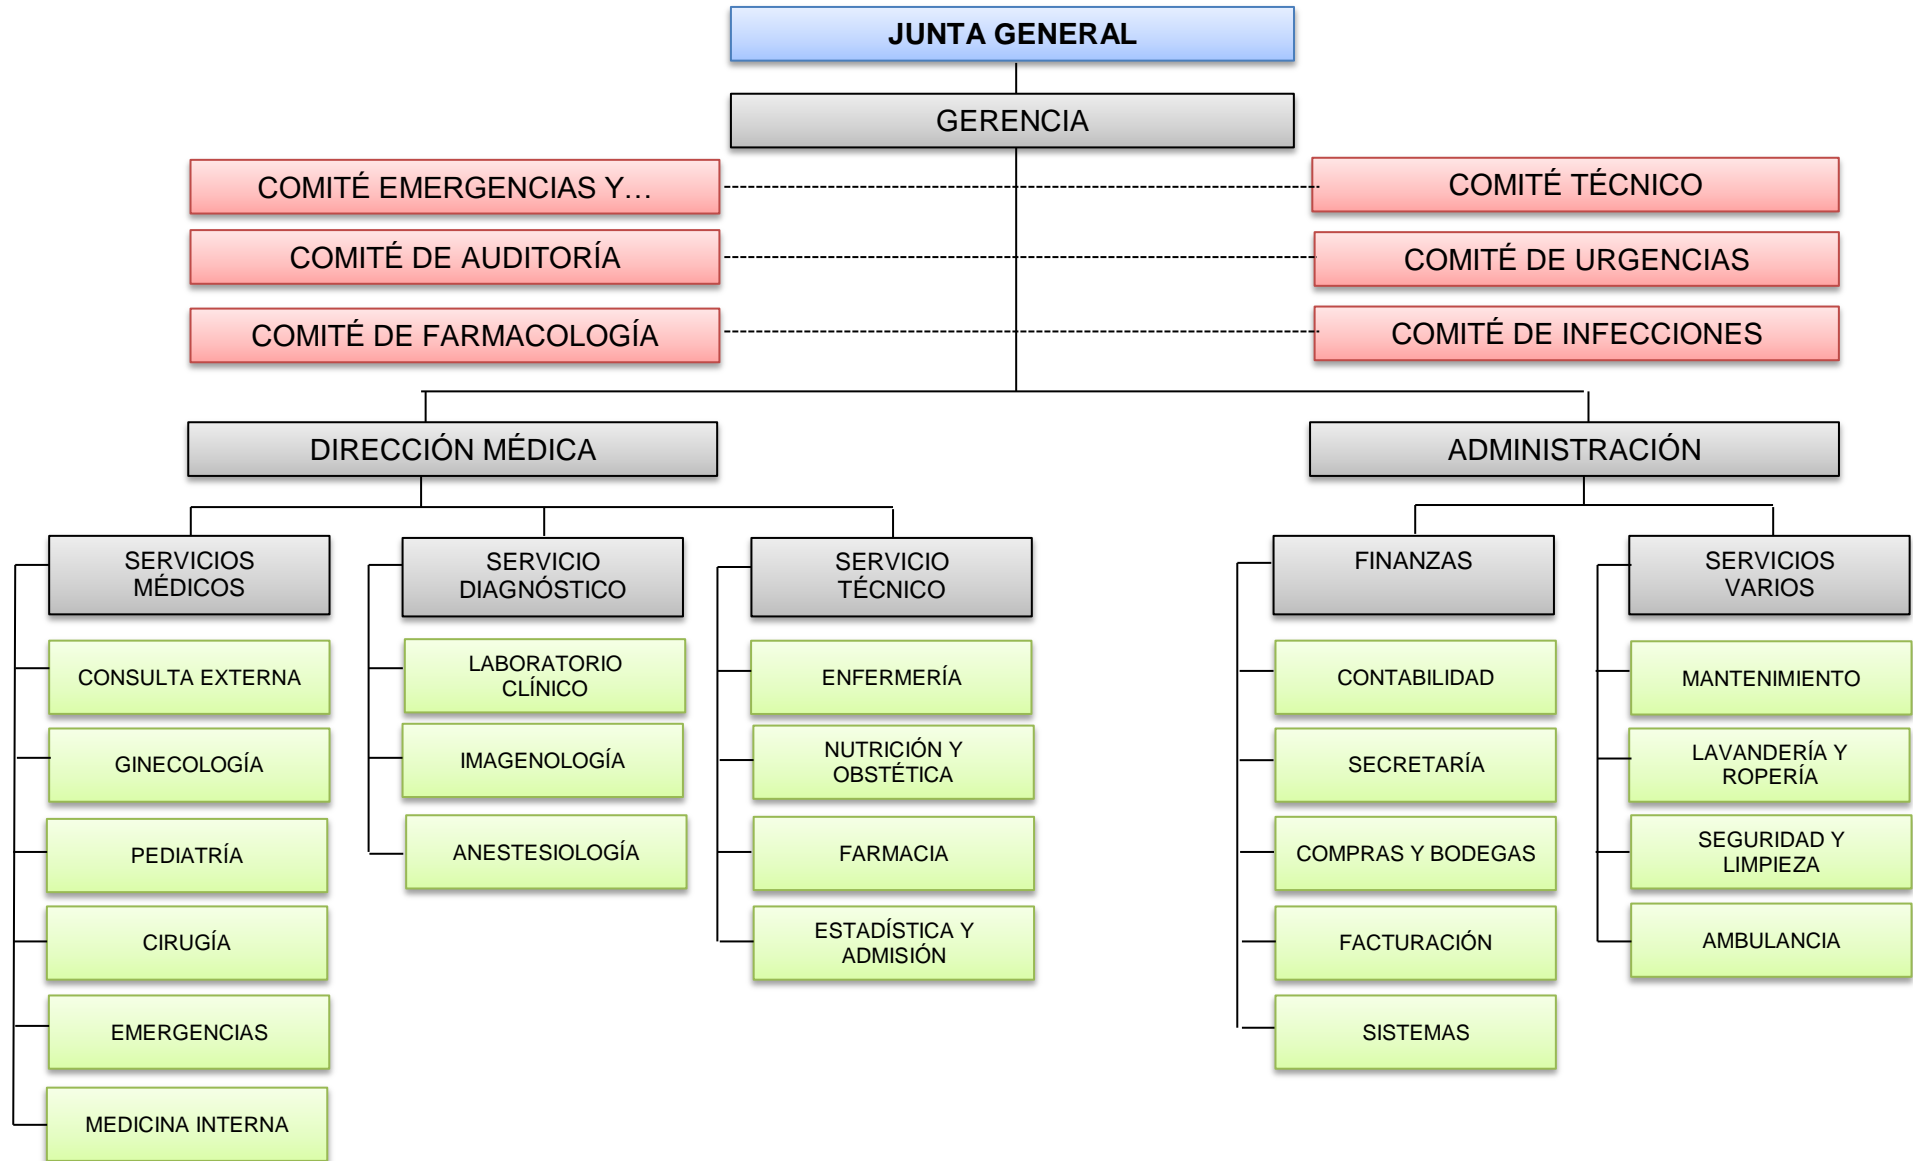 JUNTA GENERAL
GERENCIA
COMITÉ EMERGENCIAS Y…
COMITÉ TÉCNICO
COMITÉ DE AUDITORÍA
COMITÉ DE URGENCIAS
COMITÉ DE FARMACOLOGÍA
COMITÉ DE INFECCIONES
DIRECCIÓN MÉDICA
ADMINISTRACIÓN
SERVICIOS
MÉDICOS
CONSULTA EXTERNA
GINECOLOGÍA
PEDIATRÍA
CIRUGÍA
EMERGENCIAS
MEDICINA INTERNA
SERVICIO
DIAGNÓSTICO
LABORATORIO
CLÍNICO
IMAGENOLOGÍA
ANESTESIOLOGÍA
SERVICIO
TÉCNICO
ENFERMERÍA
NUTRICIÓN Y
OBSTÉTICA
FARMACIA
ESTADÍSTICA Y
ADMISIÓN
FINANZAS
CONTABILIDAD
SECRETARÍA
COMPRAS Y BODEGAS
FACTURACIÓN
SISTEMAS
SERVICIOS
VARIOS
MANTENIMIENTO
LAVANDERÍA Y
ROPERÍA
SEGURIDAD Y
LIMPIEZA
AMBULANCIA